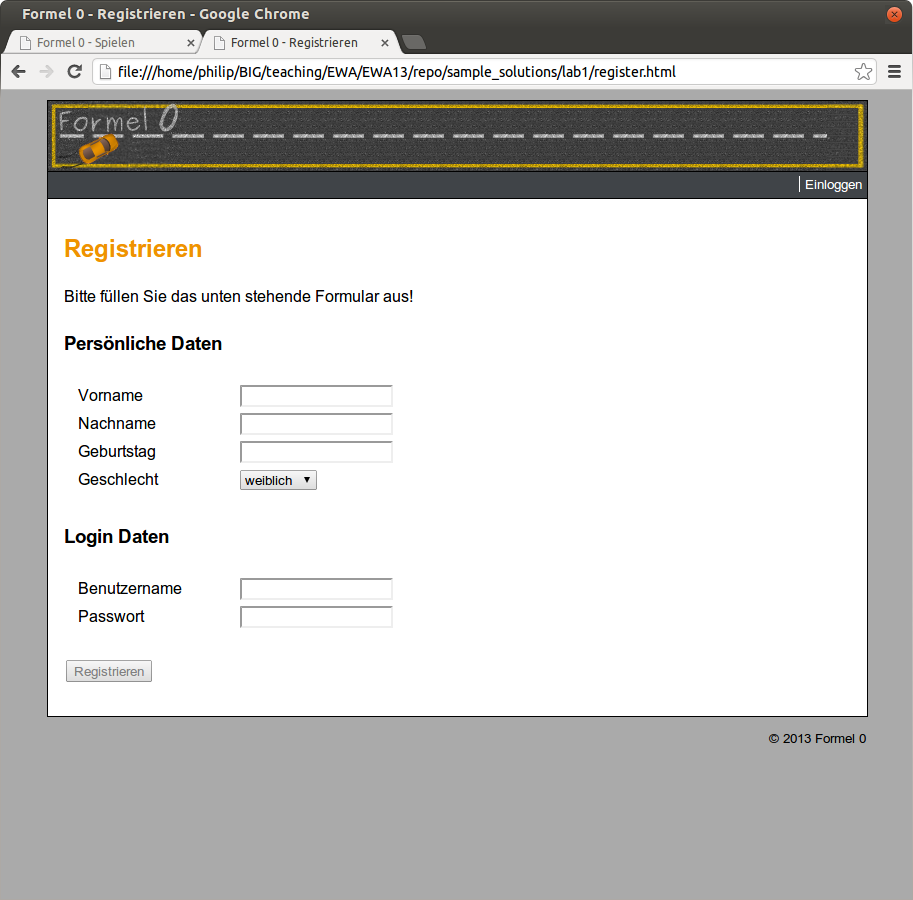 Formel 0 - Registrieren - Google Chrome
Formel 0 - Spielen
Formel 0 - Registrieren
file:///home/philip/BIG/teaching/EWA/EWA13/repo/sample_solutions/lab1/register.html
Formel 0
Einloggen
Registrieren
Bitte füllen Sie das unten stehende Formular aus!
Persönliche Daten
Vorname
Nachname
Geburtstag
Geschlecht weiblich
Login Daten
Benutzername
Passwort
Registrieren
© 2013 Formel 0